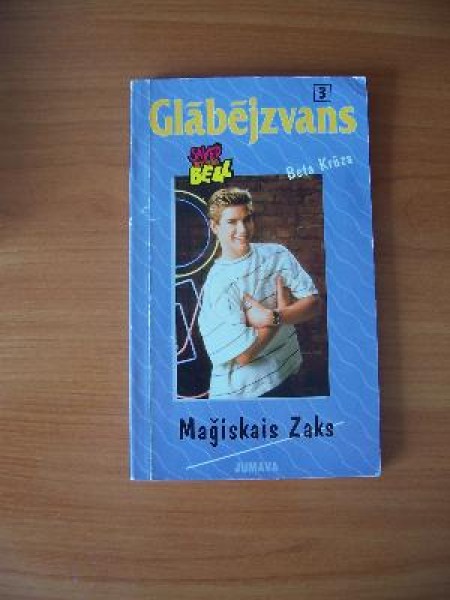 3
Glābējzvans
SAVED
BY THE
BELL
Beta Krūza
Maģiskais Zaks
JUMAVA